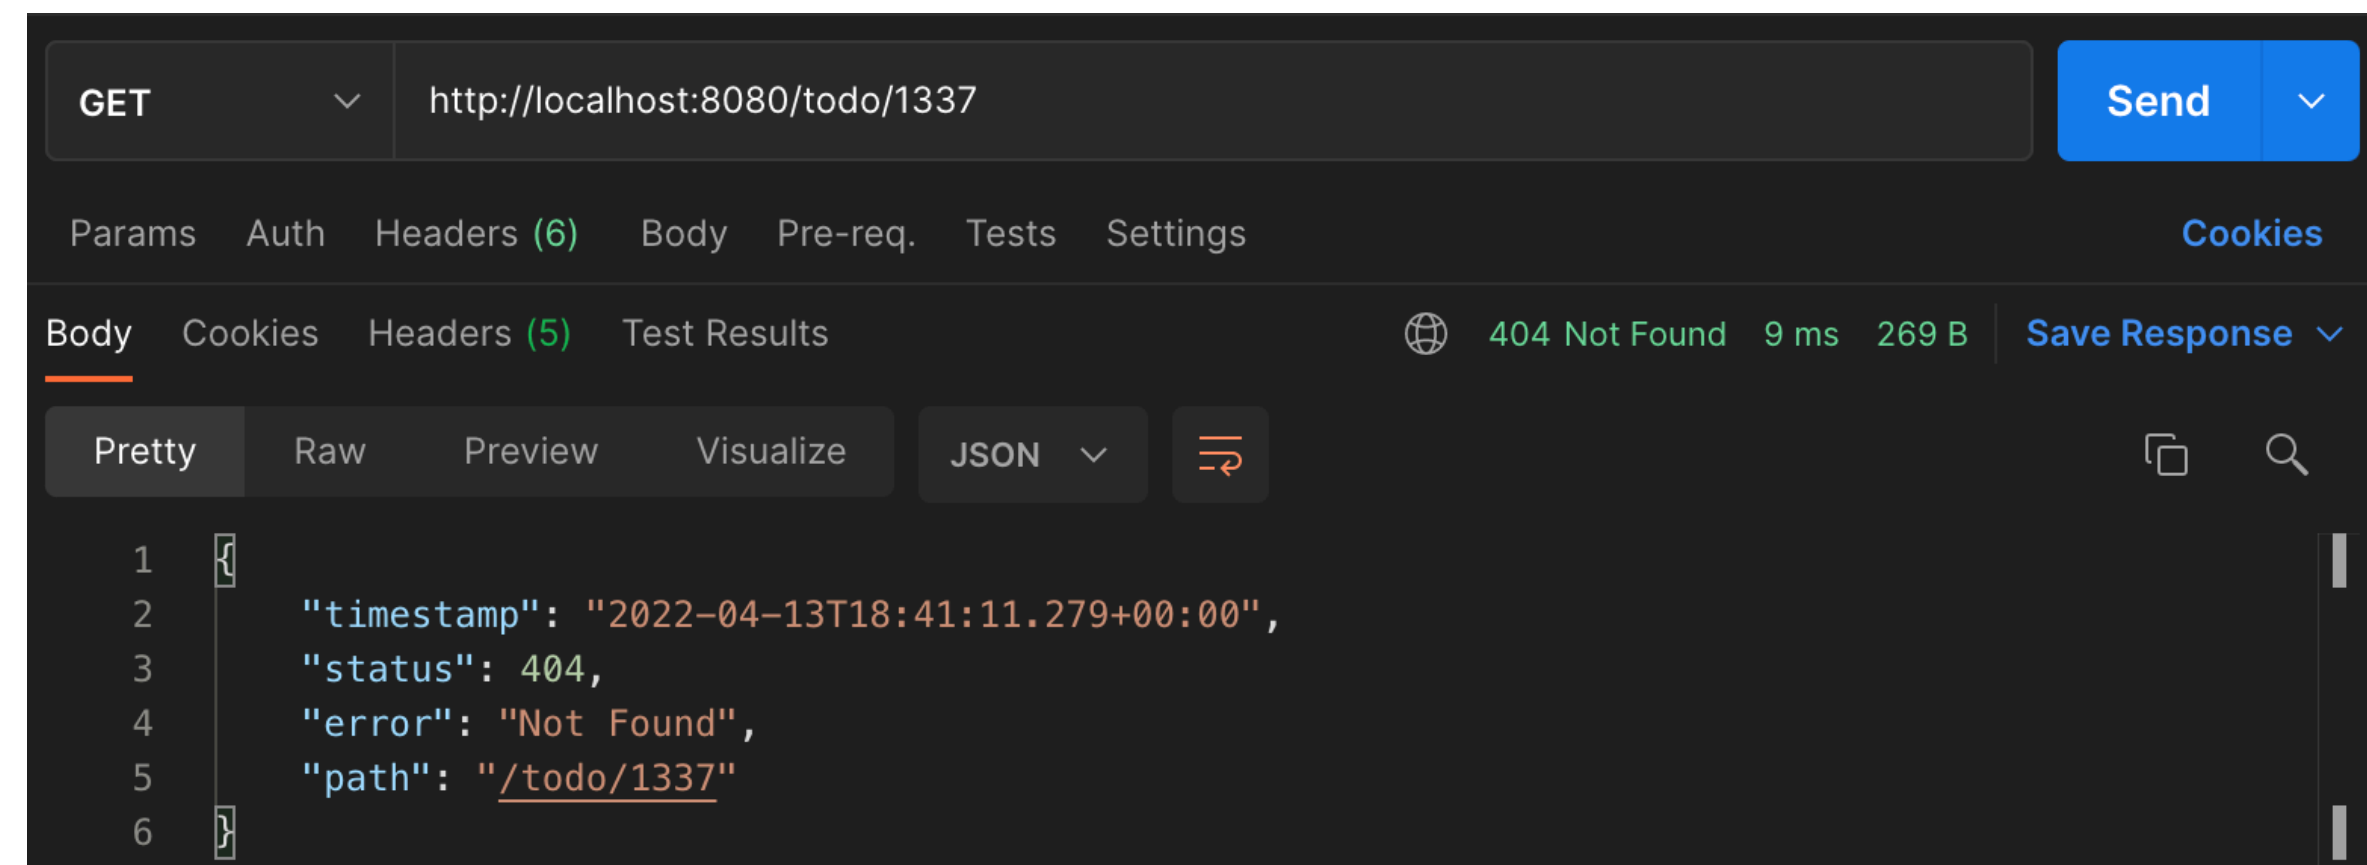 GET http://localhost:8080/todo/1337 Send
Params Auth Headers (6) Body Pre-req. Tests Settings Cookies
Body Cookies Headers (5) Test Results 404 Not Found 9 ms 269 B Save Response
Pretty Raw Preview Visualize JSON
1 {
2 "timestamp": "2022-04-13T18:41:11.279+00:00",
3 "status": 404,
4 "error": "Not Found",
5 "path": "/todo/1337"
6 }